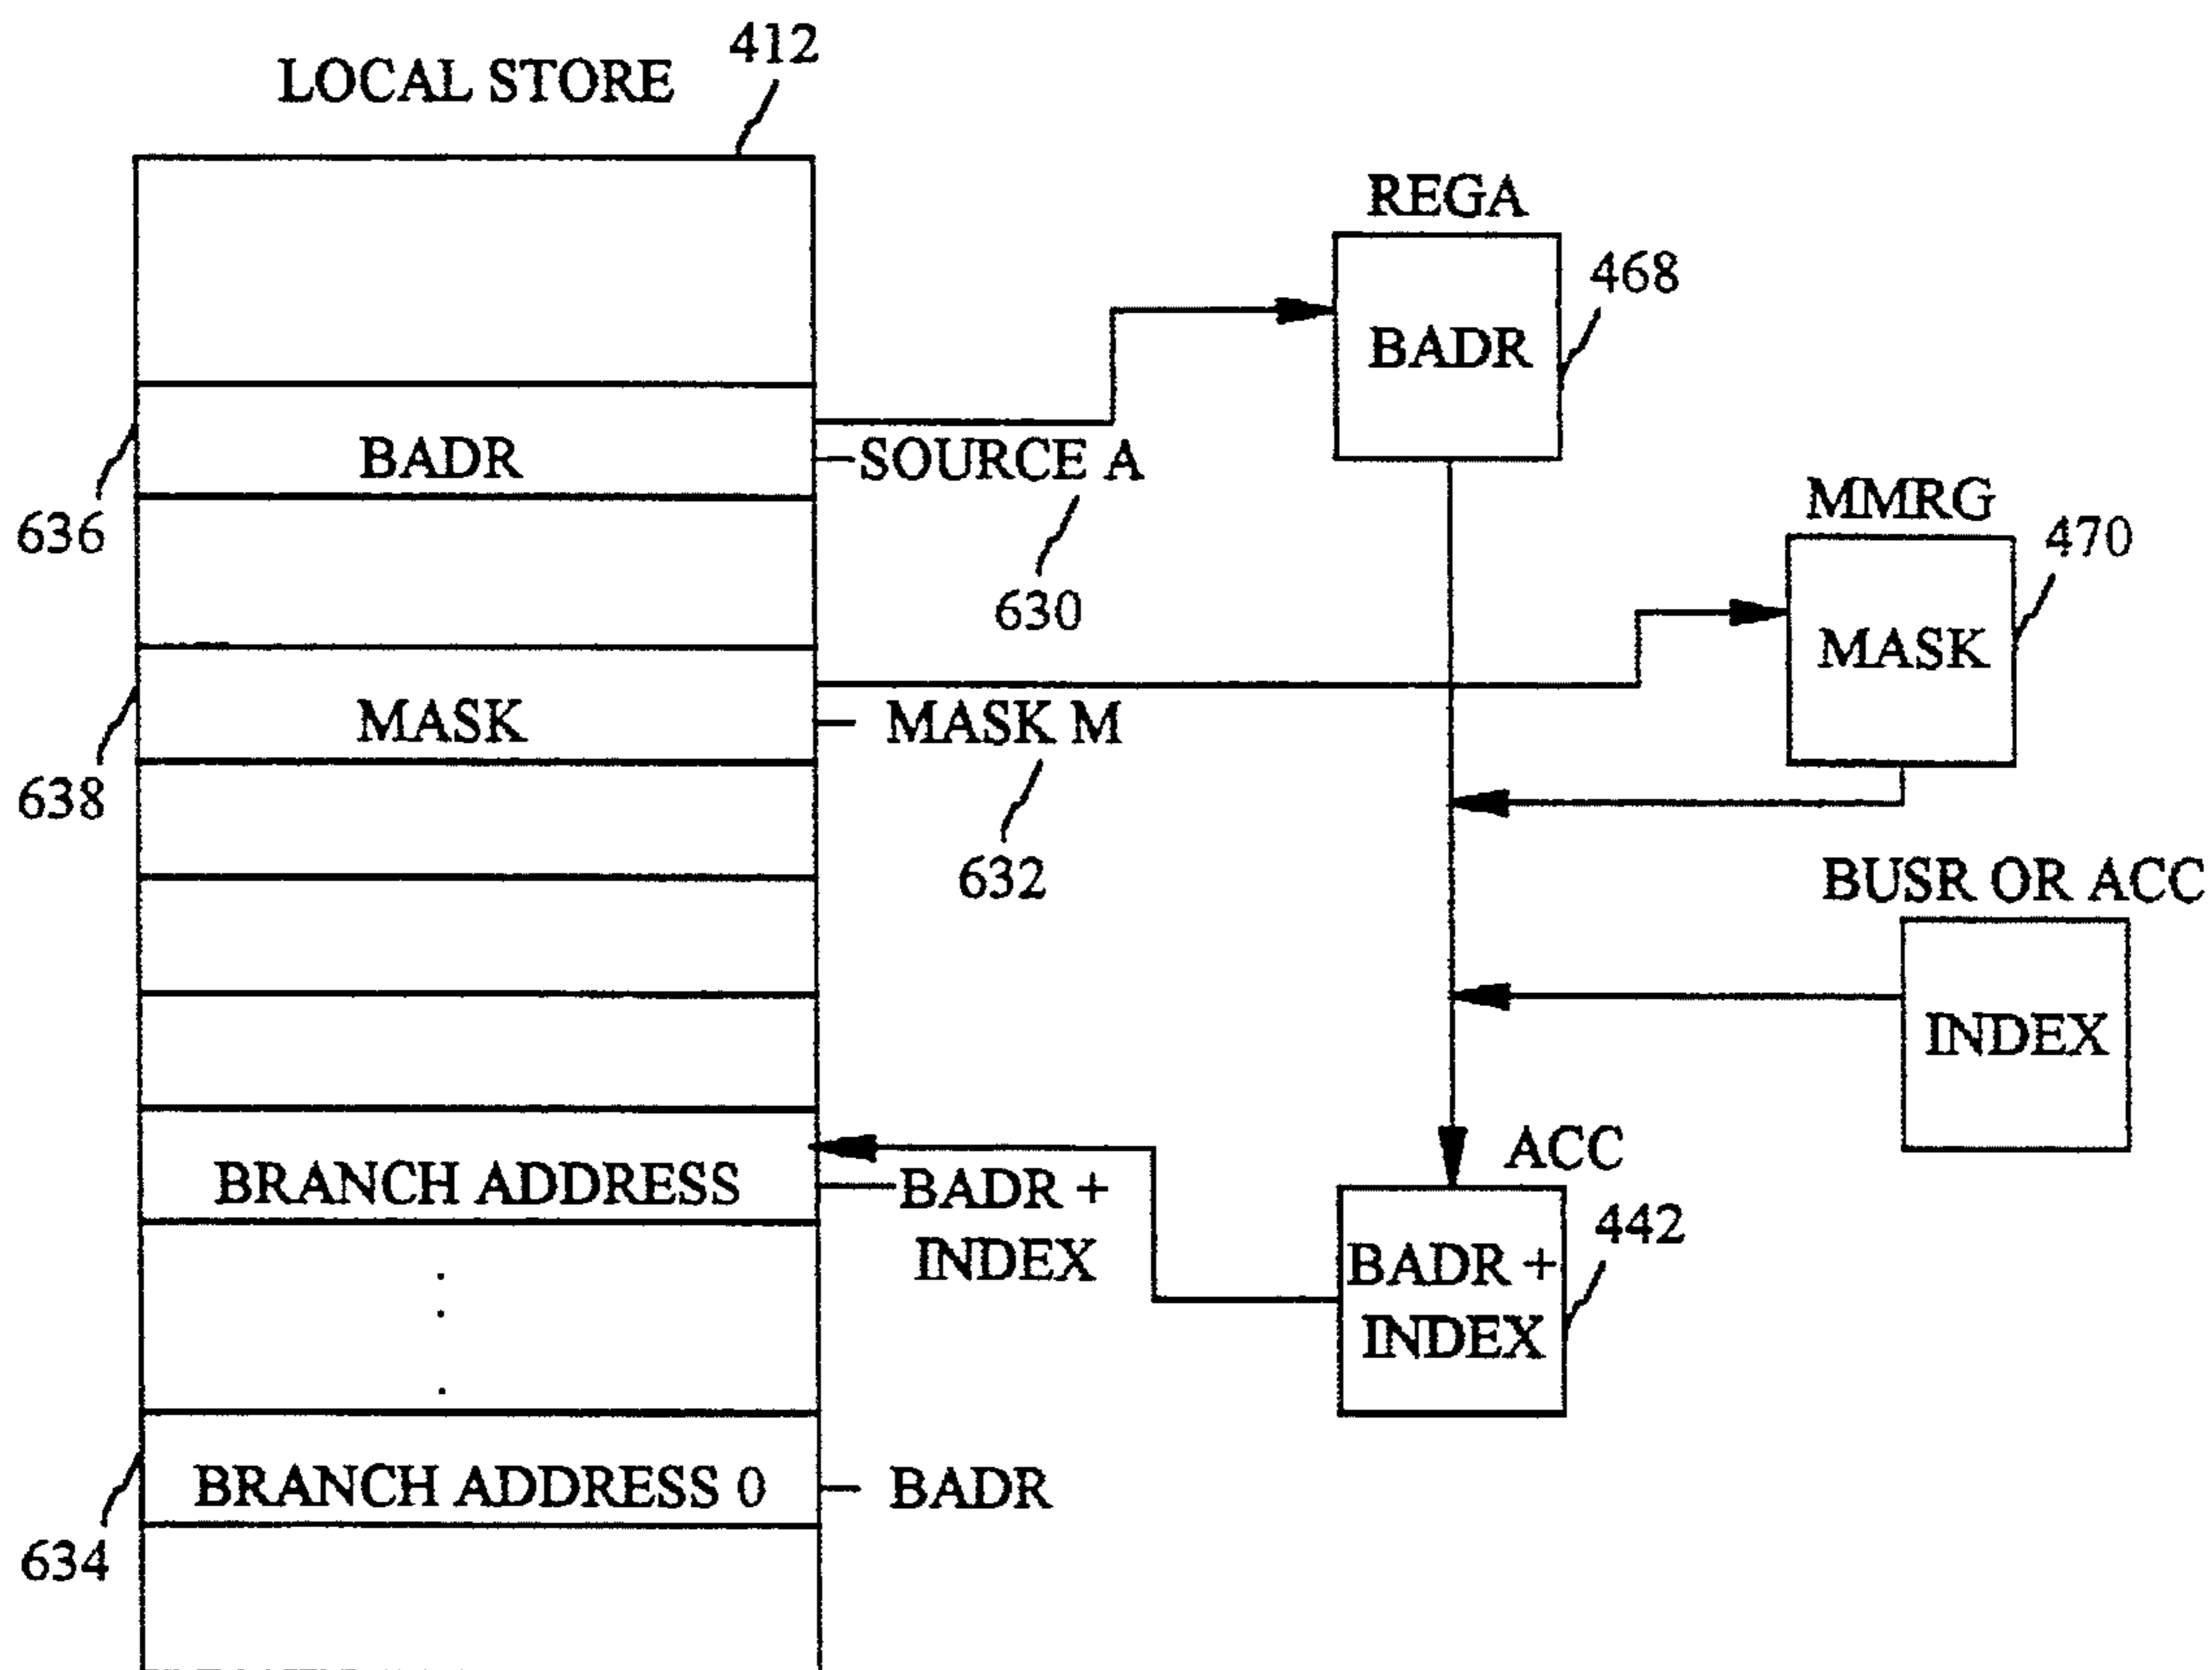 412
LOCAL STORE
REGA
468
BADR
BADR
SOURCE A
636
MMRG
470
630
MASK
MASK
MASK M
638
632
BUSR OR ACC
INDEX
ACC
BRANCH ADDRESS
BADR +
INDEX
442
BADR +
INDEX
.
.
.
BRANCH ADDRESS 0
BADR
634